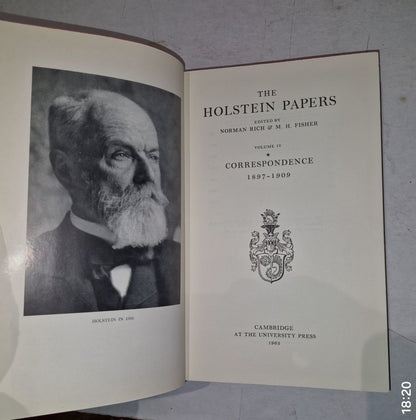 HOLSTEIN IN
THE
HOLSTEIN PAPERS
EDITED BY
NORMAN RICH & M. H. FISHER
VOLUME IV
CORRESPONDENCE
1897-1909
CAMBRIDGE
AT THE UNIVERSITY PRESS
1963
18:20